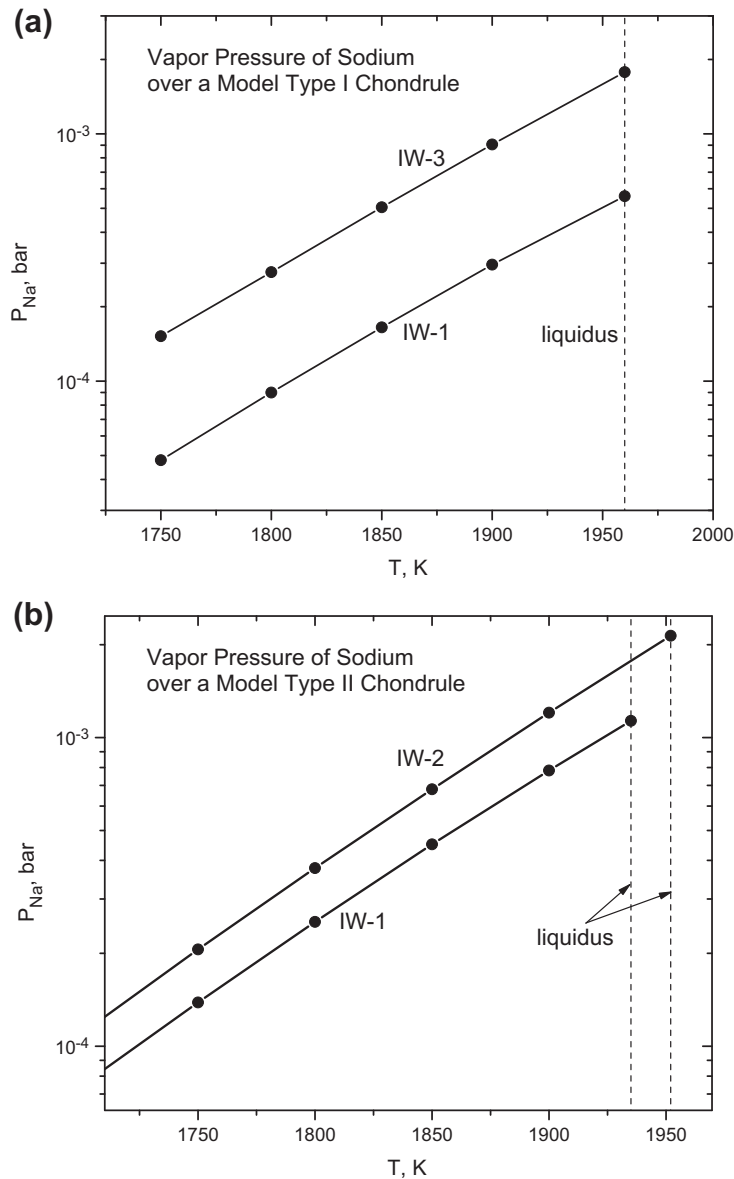 (a)
Vapor Pressure of Sodium
over a Model Type I Chondrule
10⁻³
IW-3
P_Na, bar
IW-1
liquidus
10⁻⁴
1750 1800 1850 1900 1950 2000
T, K
(b)
Vapor Pressure of Sodium
over a Model Type II Chondrule
10⁻³
IW-2
P_Na, bar
IW-1
liquidus
10⁻⁴
1750 1800 1850 1900 1950
T, K